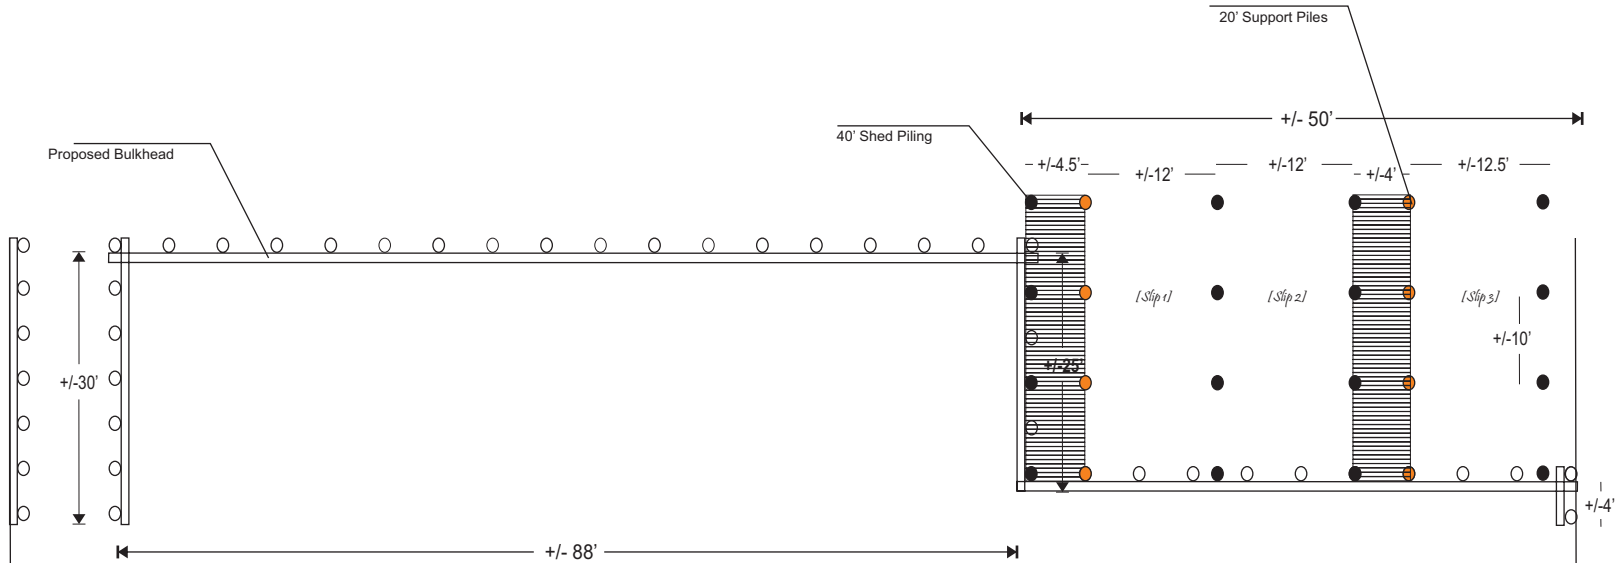 20’ Support Piles
+/- 50’
40’ Shed Piling
Proposed Bulkhead
+/-4.5’
+/-12’
+/-12’
+/-4’
+/-12.5’
[Slip 1]
[Slip 2]
[Slip 3]
+/-10’
+/-25’
+/-30’
+/-4’
+/- 88’